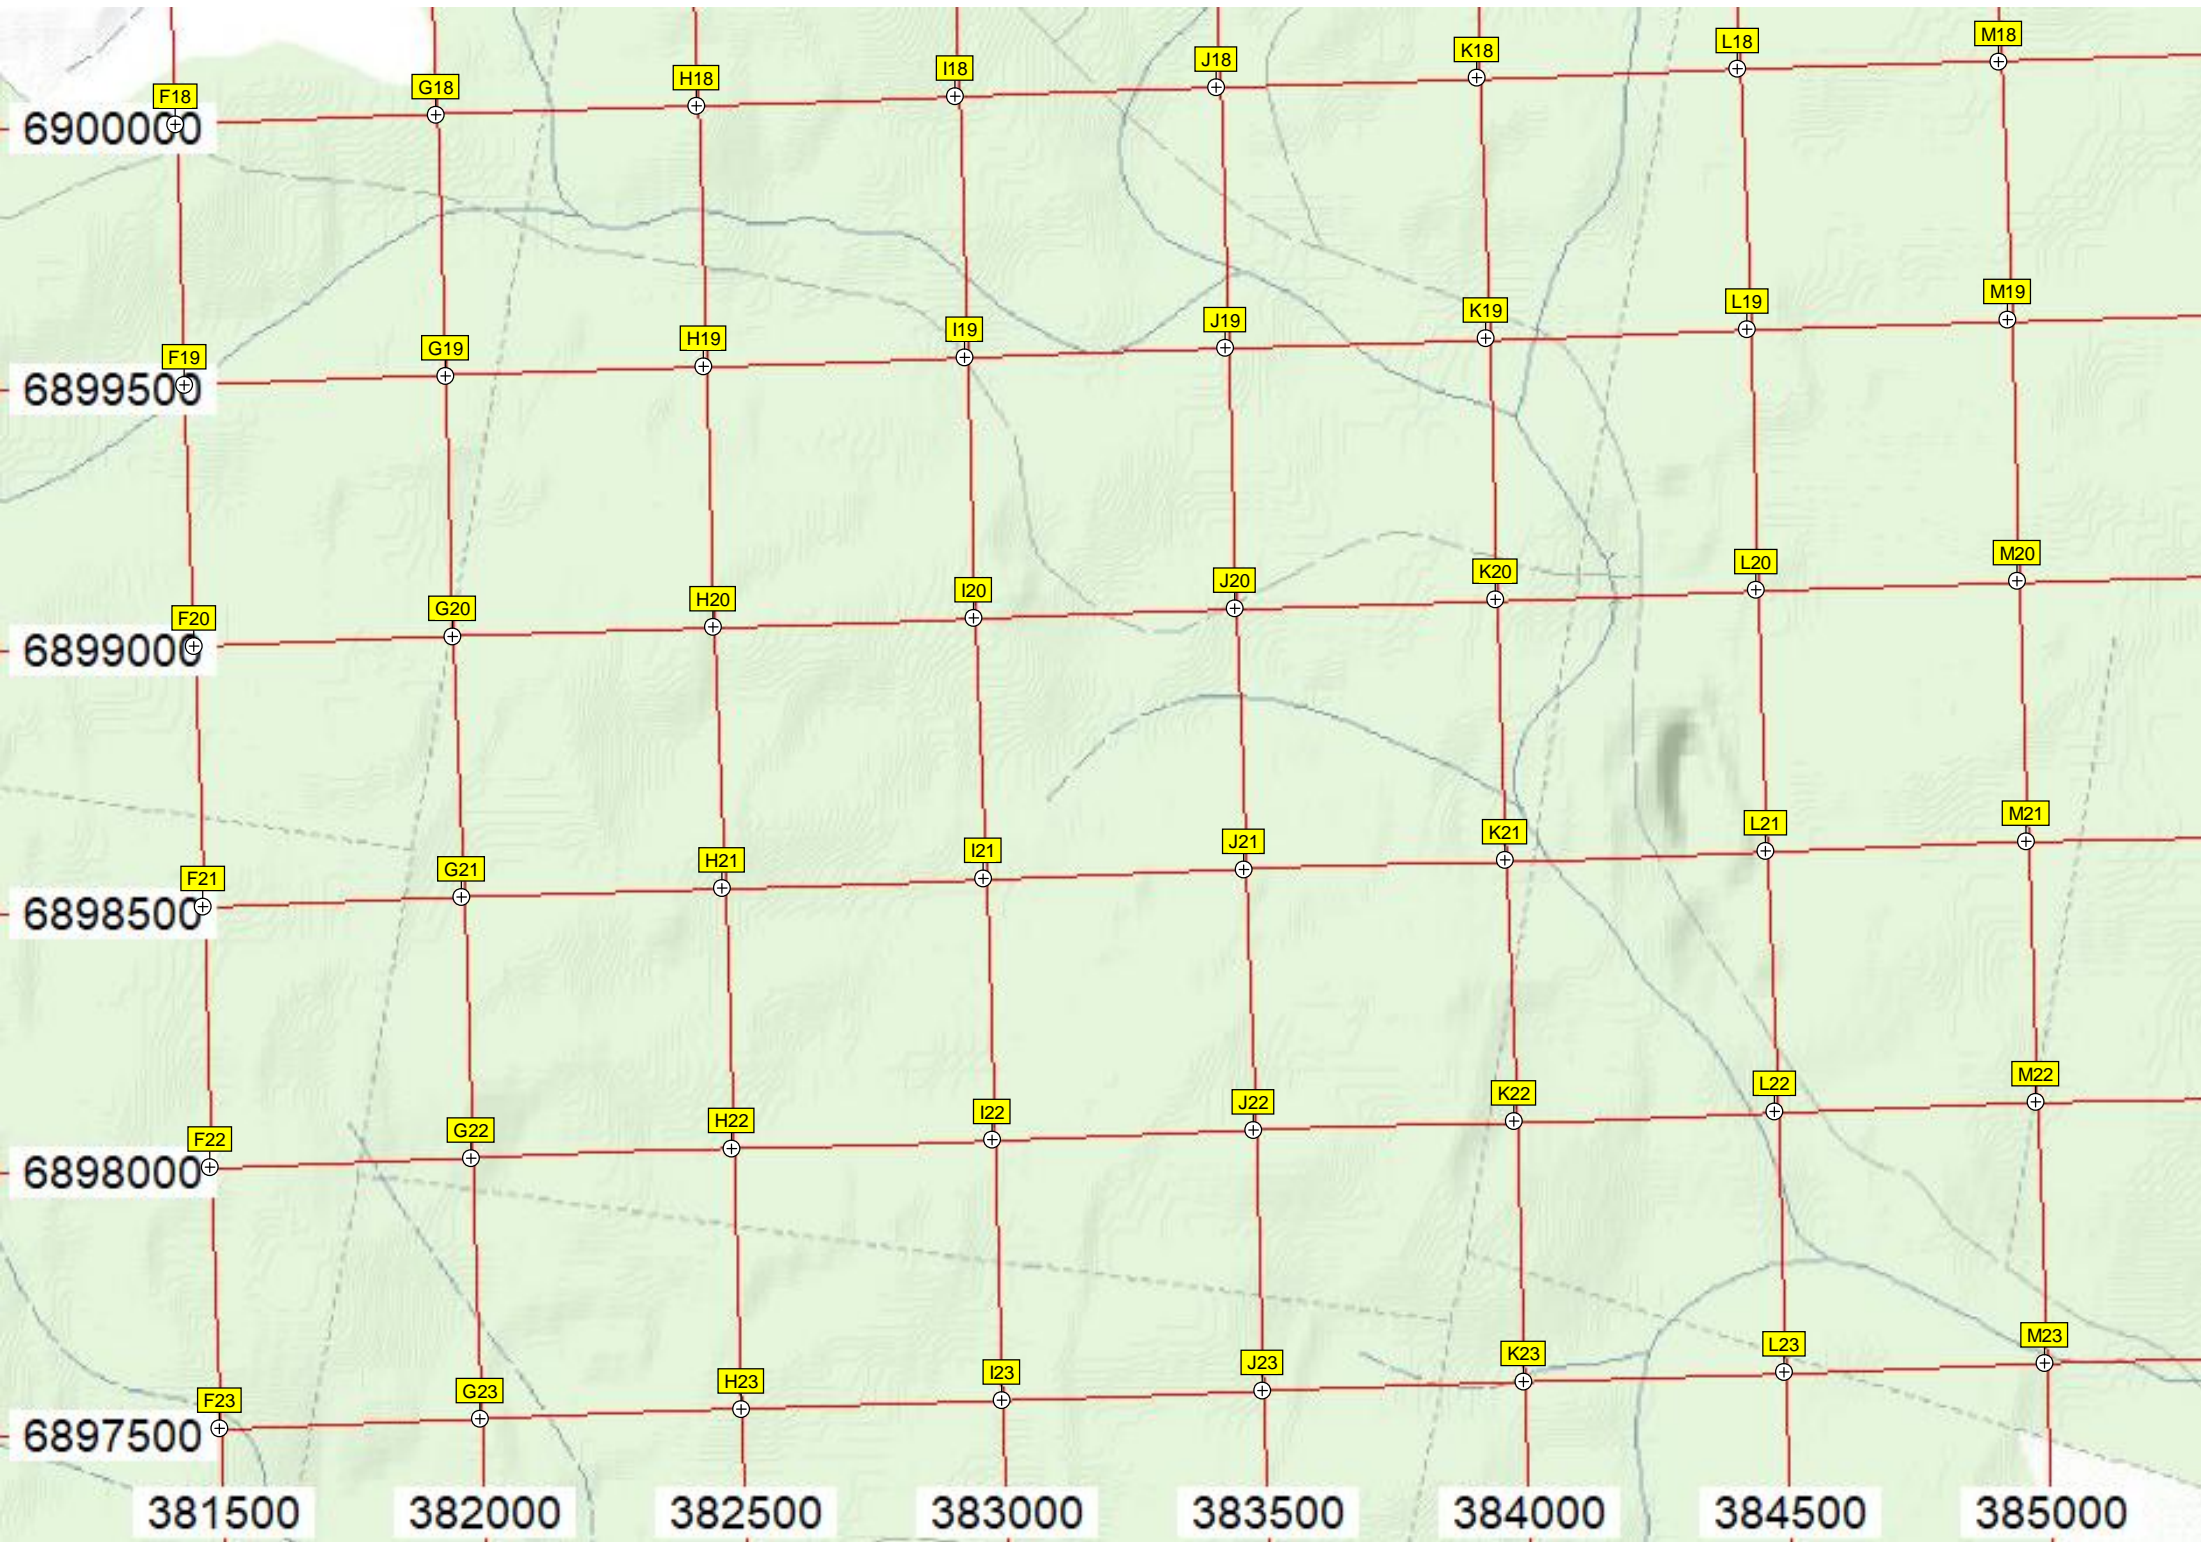 F18 G18 H18 I18 J18 K18 L18 M18
6900000
F19 G19 H19 I19 J19 K19 L19 M19
6899500
F20 G20 H20 I20 J20 K20 L20 M20
6899000
F21 G21 H21 I21 J21 K21 L21 M21
6898500
F22 G22 H22 I22 J22 K22 L22 M22
6898000
F23 G23 H23 I23 J23 K23 L23 M23
6897500
381500 382000 382500 383000 383500 384000 384500 385000